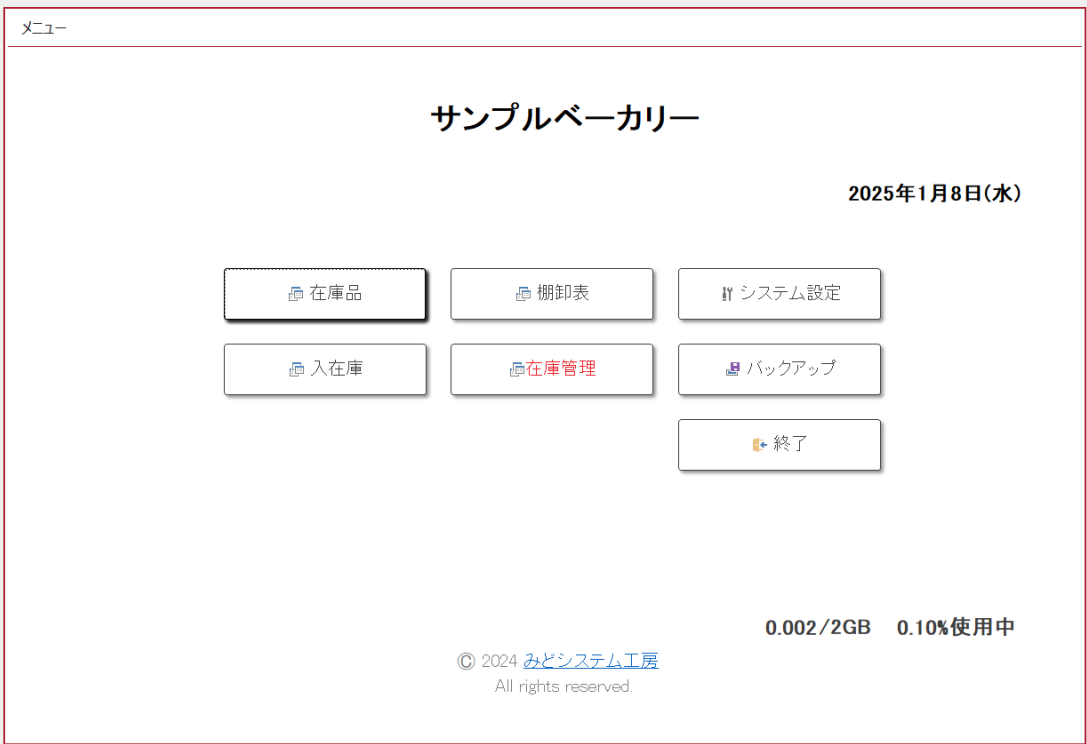 メニュー
サンプルベーカリー
2025年1月8日(水)
在庫品
棚卸表
システム設定
入在庫
在庫管理
バックアップ
終了
0.002/2GB 0.10%使用中
© 2024 みどシステム工房
All rights reserved.